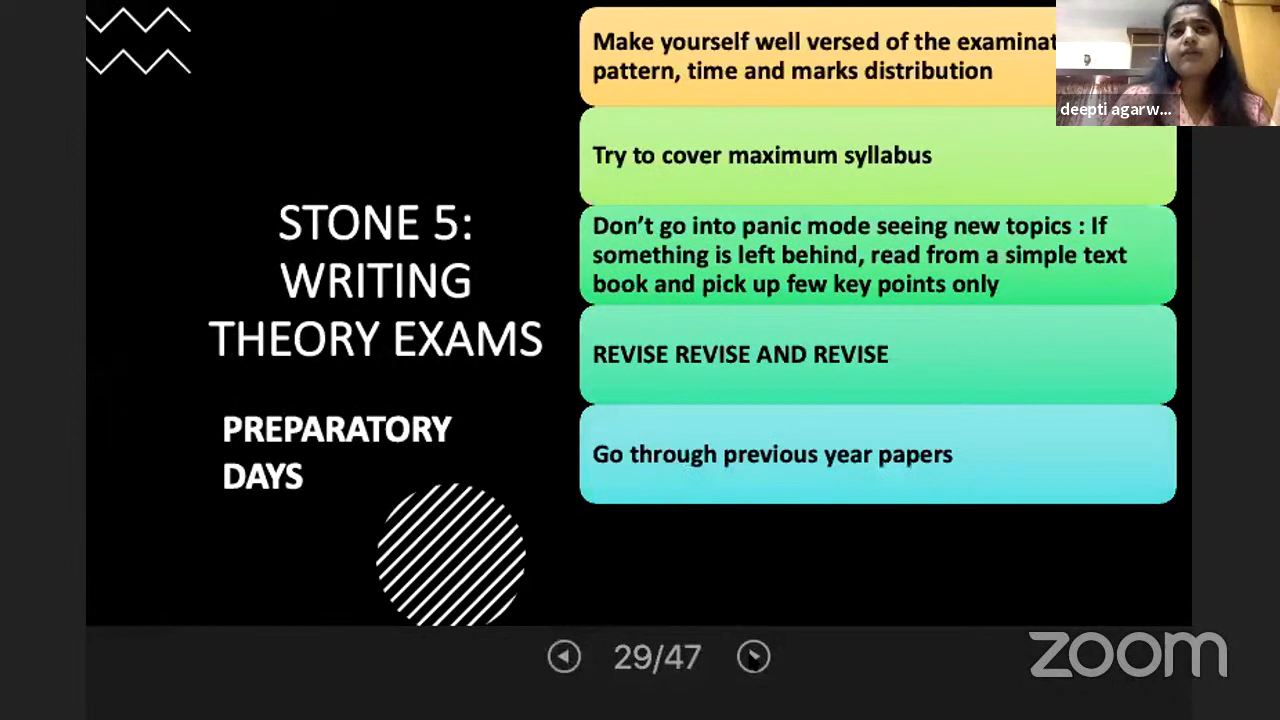 STONE 5:
WRITING
THEORY EXAMS
PREPARATORY
DAYS
Make yourself well versed of the examinat
pattern, time and marks distribution
Try to cover maximum syllabus
Don’t go into panic mode seeing new topics : If
something is left behind, read from a simple text
book and pick up few key points only
REVISE REVISE AND REVISE
Go through previous year papers
deepti agarw...
29/47
zoom